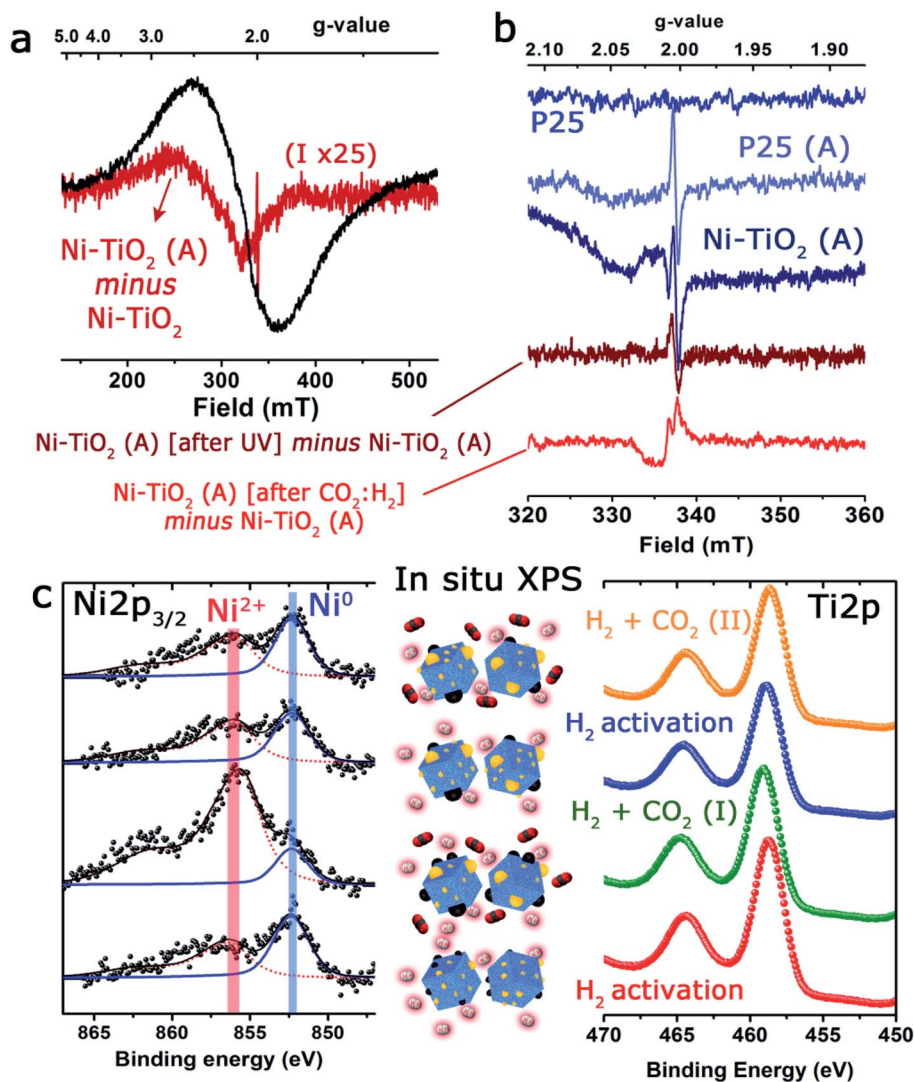 a
g-value
5.0 4.0 3.0 2.0
(I x25)
Ni-TiO₂ (A)
minus
Ni-TiO₂
200 300 400 500
Field (mT)
b
g-value
2.10 2.05 2.00 1.95 1.90
P25
P25 (A)
Ni-TiO₂ (A)
Ni-TiO₂ (A) [after UV] minus Ni-TiO₂ (A)
Ni-TiO₂ (A) [after CO₂:H₂]
minus Ni-TiO₂ (A)
320 330 340 350 360
Field (mT)
In situ XPS
c
Ni2p3/2
Ni²⁺
Ni⁰
865 860 855 850
Binding energy (eV)
Ti2p
H₂ + CO₂ (II)
H₂ activation
H₂ + CO₂ (I)
H₂ activation
470 465 460 455 450
Binding Energy (eV)